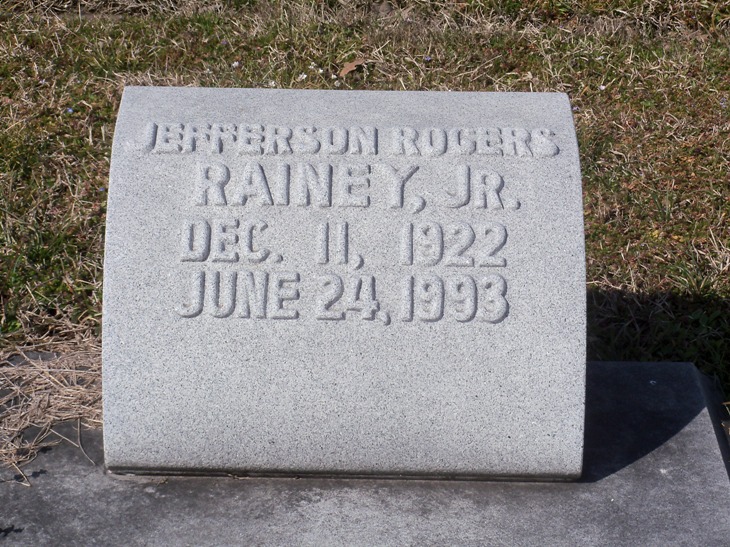 JEFFERSON ROGERS
RAINEY, JR.
DEC. 11, 1922
JUNE 24, 1993